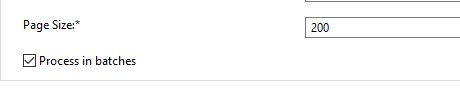 Page Size:* 200
Process in batches